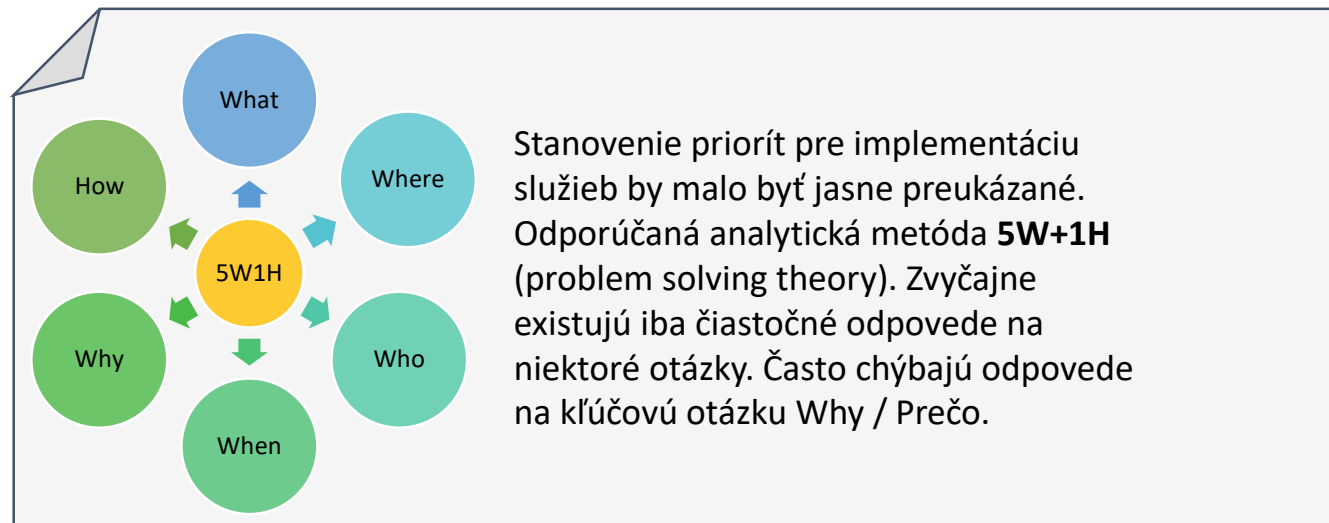 What
Where
Who
When
Why
How
5W1H
Stanovenie priorít pre implementáciu
služieb by malo byť jasne preukázané.
Odporúčaná analytická metóda 5W+1H
(problem solving theory). Zvyčajne
existujú iba čiastočné odpovede na
niektoré otázky. Často chýbajú odpovede
na kľúčovú otázku Why / Prečo.